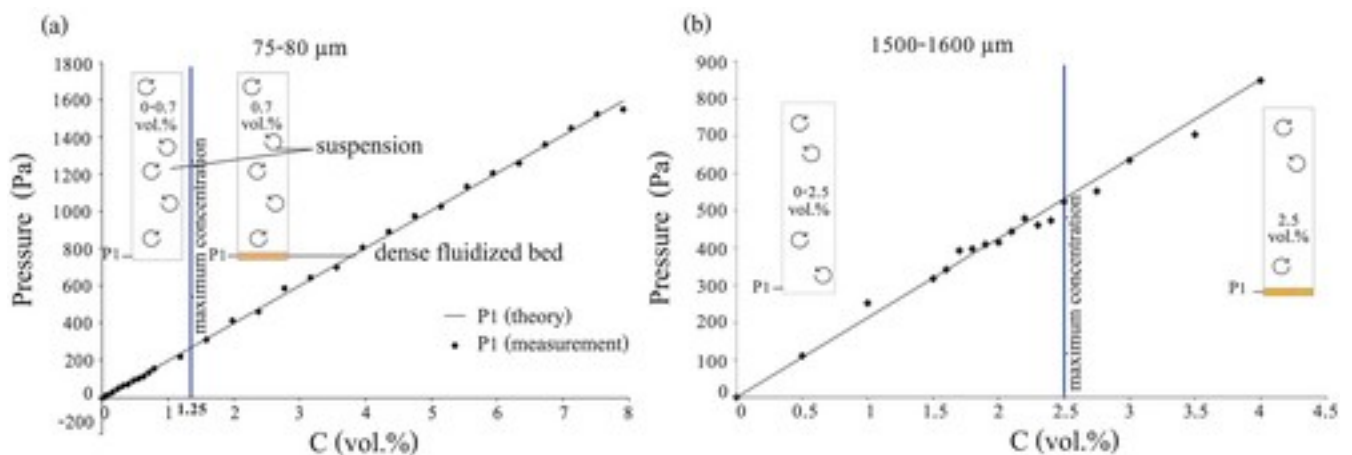 (a)
75-80 μm
Pressure (Pa)
1800
1600
1400
1200
1000
800
600
400
200
0
-200
0-0.7
vol.%
0.7
vol.%
suspension
maximum concentration
P1
P1
dense fluidized bed
P1 (theory)
P1 (measurement)
0
1
1.25
2
3
4
5
6
7
8
C (vol.%)
(b)
1500-1600 μm
Pressure (Pa)
900
800
700
600
500
400
300
200
100
0
0-2.5
vol.%
P1
maximum concentration
2.5
vol.%
P1
0
0.5
1
1.5
2
2.5
3
3.5
4
4.5
C (vol.%)